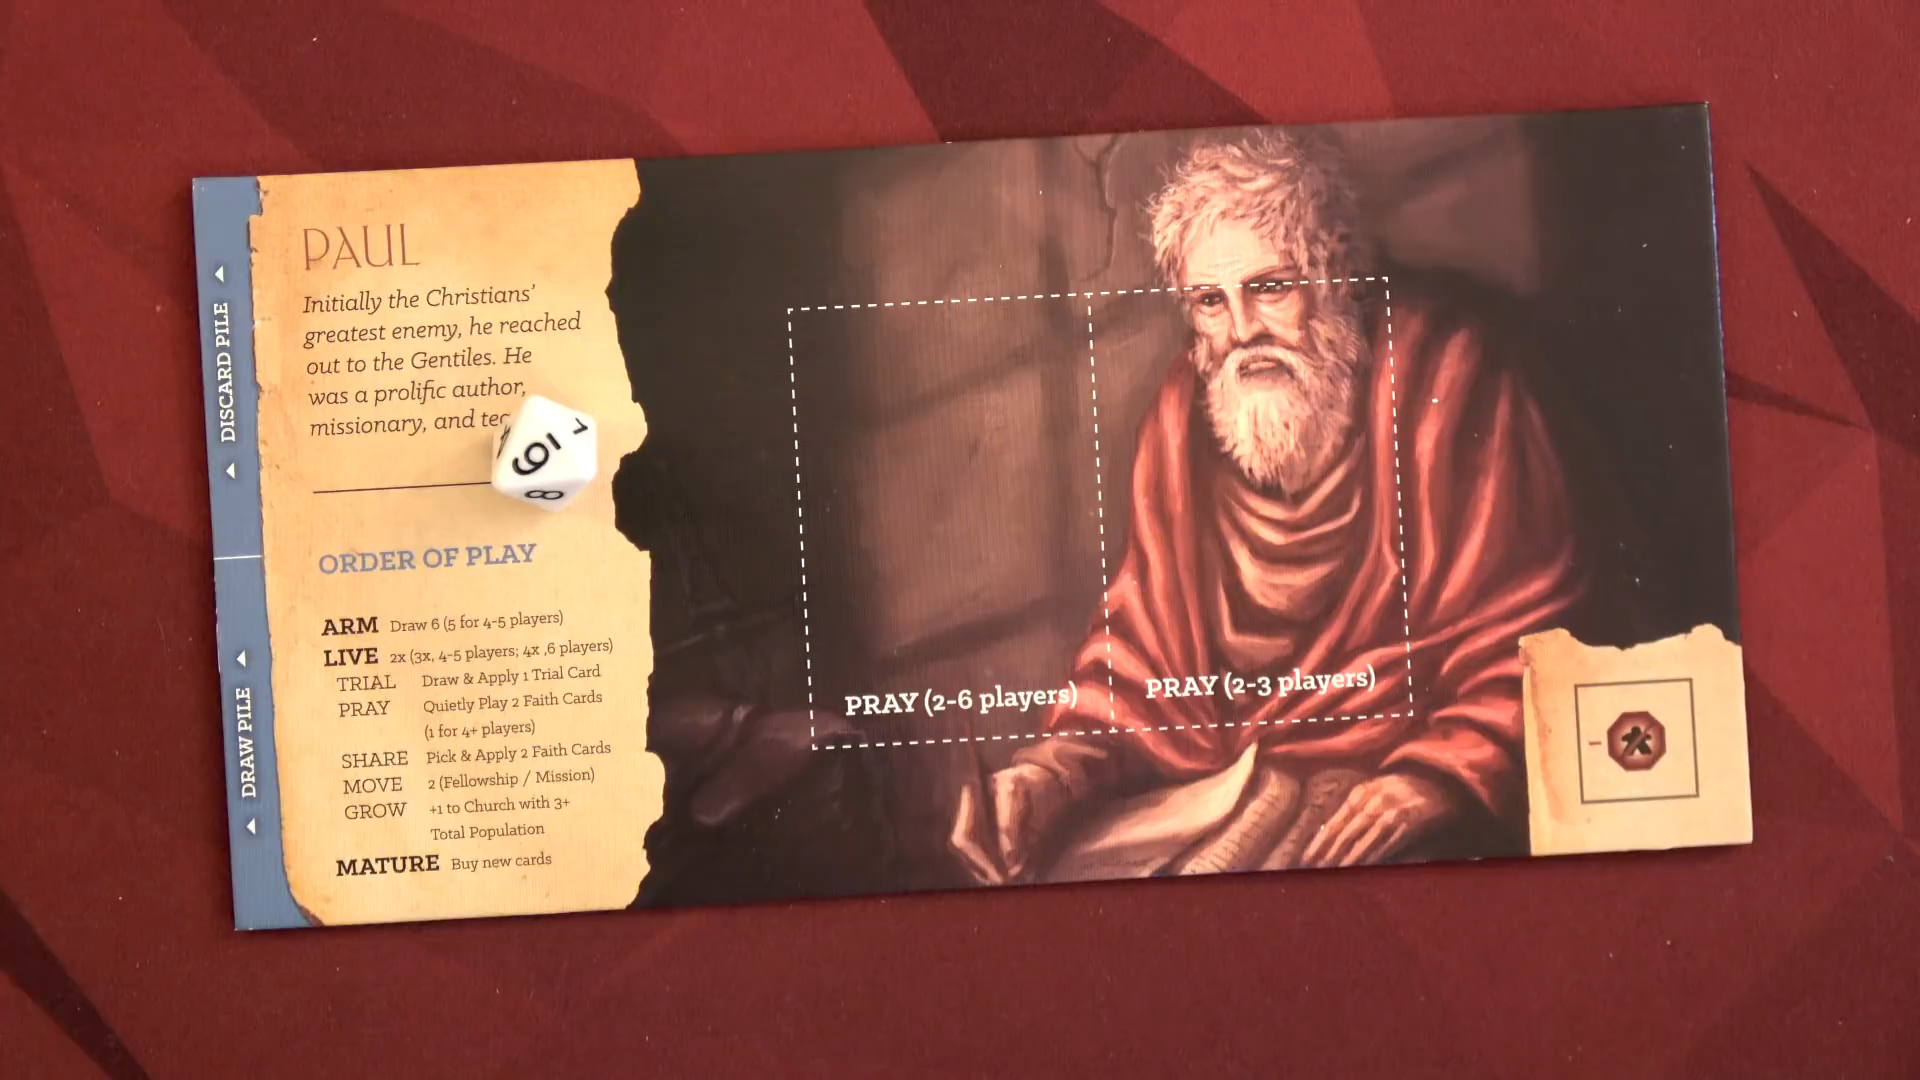 PAUL
Initially the Christians'
greatest enemy, he reached
out to the Gentiles. He
was a prolific author,
missionary, and
ORDER OF PLAY
ARM Draw 6 (5 for 4-5 players)
LIVE 2x (3x, 4-5 players; 4x ,6 players)
TRIAL Draw & Apply 1 Trial Card
PRAY Quietly Play 2 Faith Cards
(1 for 4+ players)
SHARE Pick & Apply 2 Faith Cards
MOVE 2 (Fellowship / Mission)
GROW +1 to Church with 3+
Total Population
MATURE Buy new cards
DISCARD PILE
DRAW PILE
9
7
8
PRAY (2-6 players)
PRAY (2-3 players)